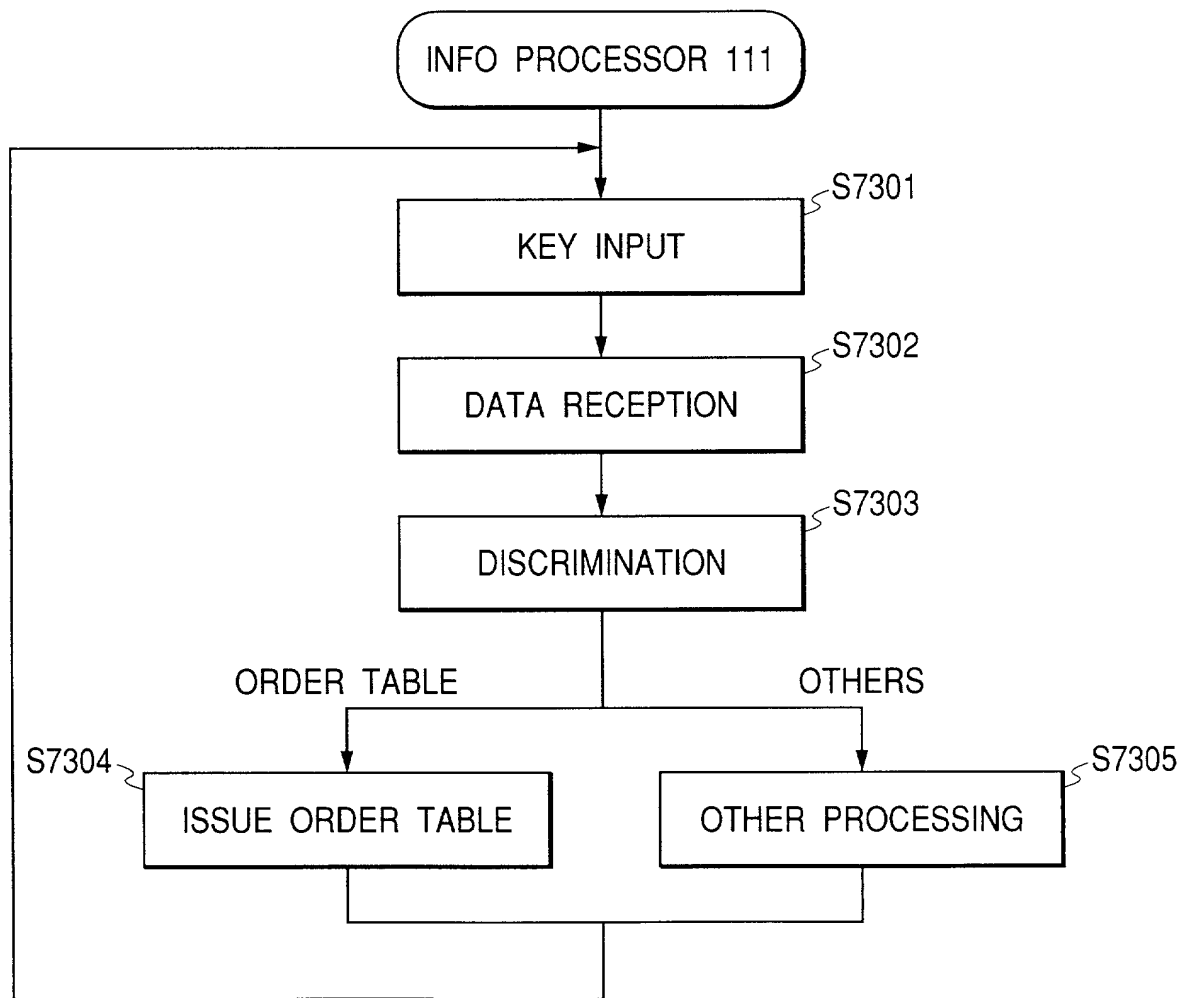 INFO PROCESSOR 111
S7301
KEY INPUT
S7302
DATA RECEPTION
S7303
DISCRIMINATION
ORDER TABLE
OTHERS
S7304
ISSUE ORDER TABLE
S7305
OTHER PROCESSING